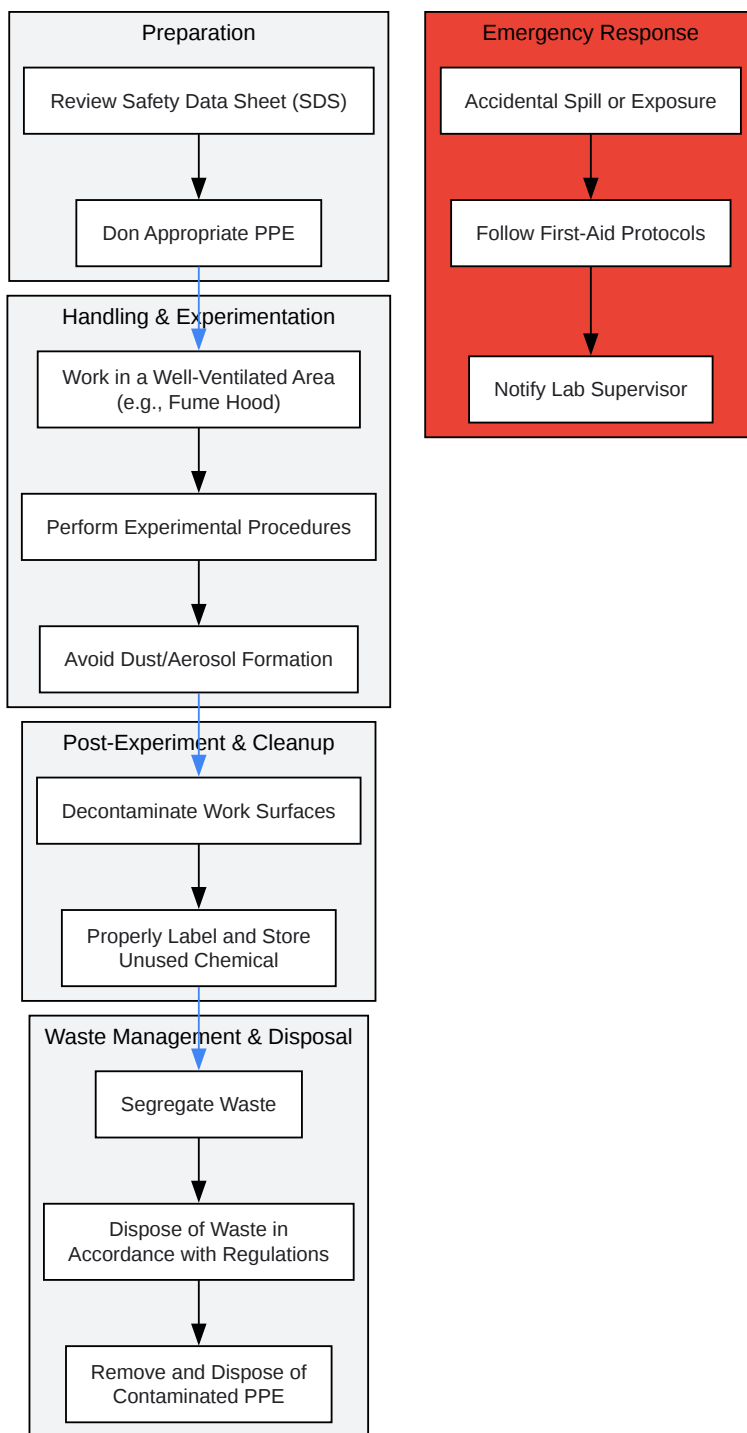 Preparation
Review Safety Data Sheet (SDS)
Don Appropriate PPE
Handling & Experimentation
Work in a Well-Ventilated Area
(e.g., Fume Hood)
Perform Experimental Procedures
Avoid Dust/Aerosol Formation
Post-Experiment & Cleanup
Decontaminate Work Surfaces
Properly Label and Store
Unused Chemical
Waste Management & Disposal
Segregate Waste
Dispose of Waste in
Accordance with Regulations
Remove and Dispose of
Contaminated PPE
Emergency Response
Accidental Spill or Exposure
Follow First-Aid Protocols
Notify Lab Supervisor